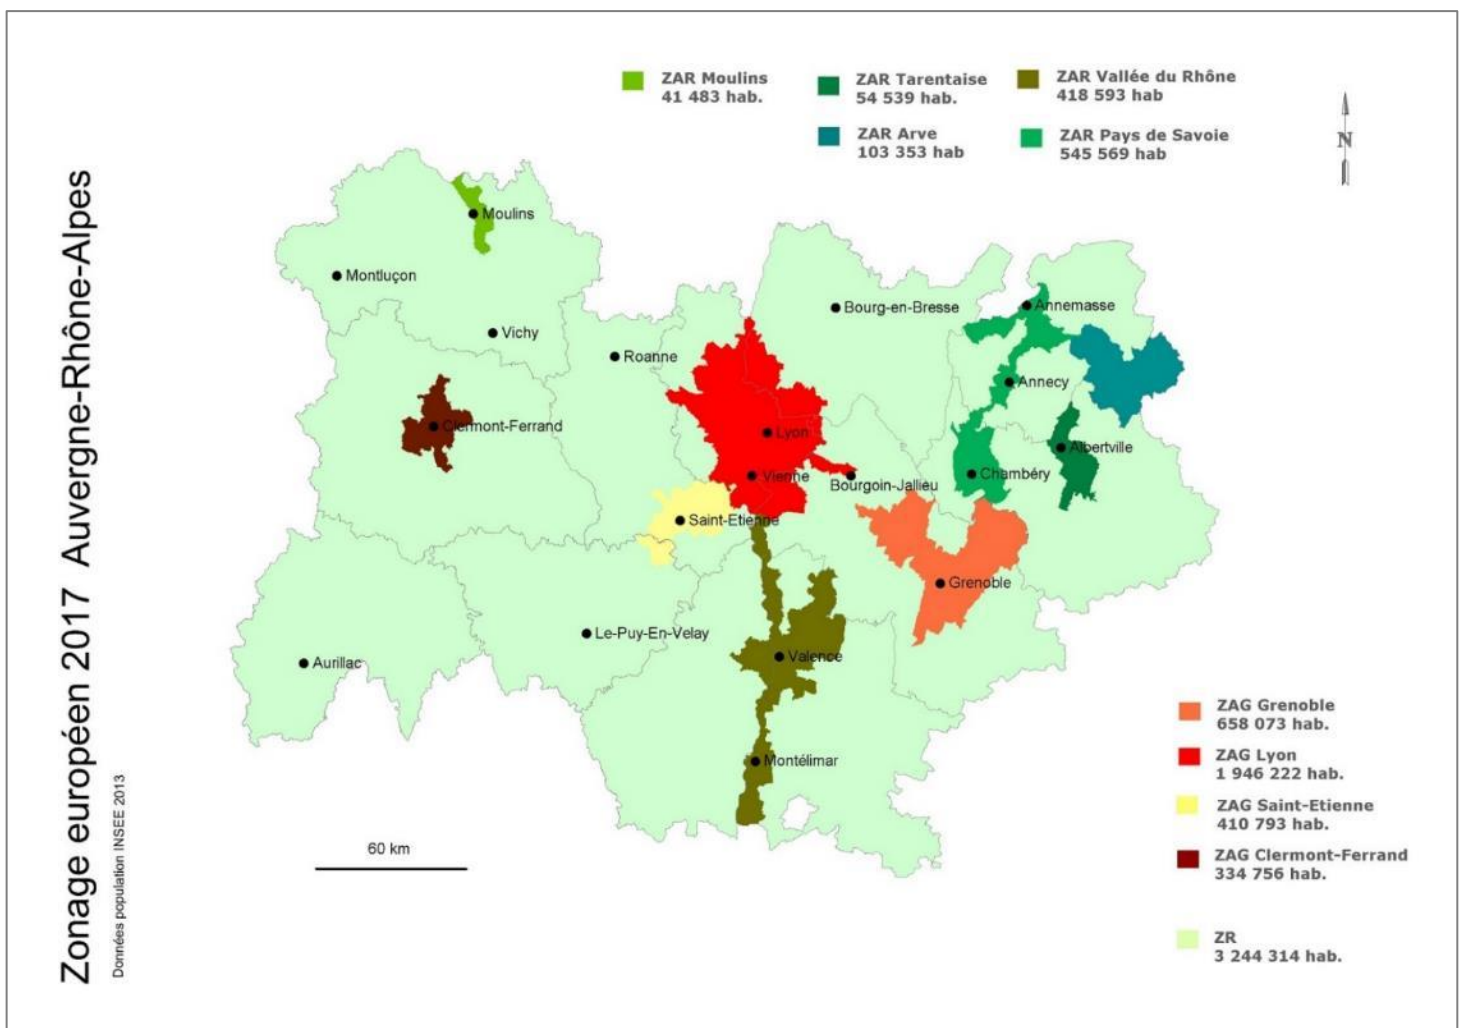 Zonage européen 2017 Auvergne-Rhône-Alpes
Données population INSEE 2013
ZAR Moulins
41 483 hab.
ZAR Tarentaise
54 539 hab.
ZAR Vallée du Rhône
418 593 hab
ZAR Arve
103 353 hab
ZAR Pays de Savoie
545 569 hab
N
Moulins
Montluçon
Vichy
Roanne
Bourg-en-Bresse
Annemasse
Annecy
Clermont-Ferrand
Lyon
Albertville
Vienne
Bourgoin-Jallieu
Chambéry
Saint-Etienne
Grenoble
Le-Puy-En-Velay
Valence
Aurillac
Montélimar
60 km
ZAG Grenoble
658 073 hab.
ZAG Lyon
1 946 222 hab.
ZAG Saint-Etienne
410 793 hab.
ZAG Clermont-Ferrand
334 756 hab.
ZR
3 244 314 hab.